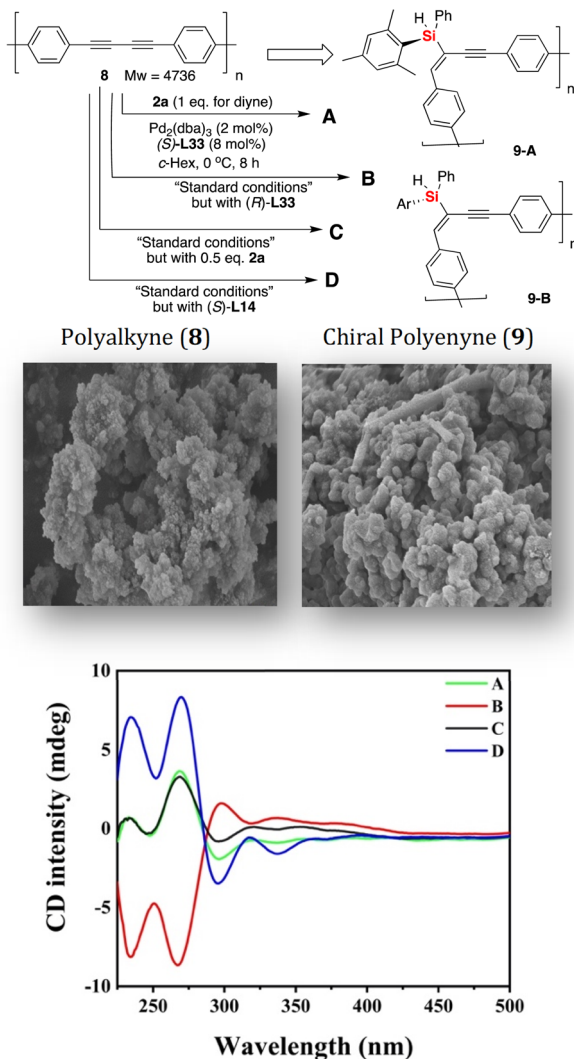 H Ph
Si
n
8 Mw = 4736
n
2a (1 eq. for diyne)
A
Pd2(dba)3 (2 mol%)
(S)-L33 (8 mol%)
c-Hex, 0 °C, 8 h
9-A
"Standard conditions"
but with (R)-L33
B
H Ph
Si
Ar
n
"Standard conditions"
but with 0.5 eq. 2a
C
"Standard conditions"
but with (S)-L14
D
9-B
Polyalkyne (8)
Chiral Polyenyne (9)
10
5
0
-5
-10
CD intensity (mdeg)
A
B
C
D
250 300 350 400 450 500
Wavelength (nm)